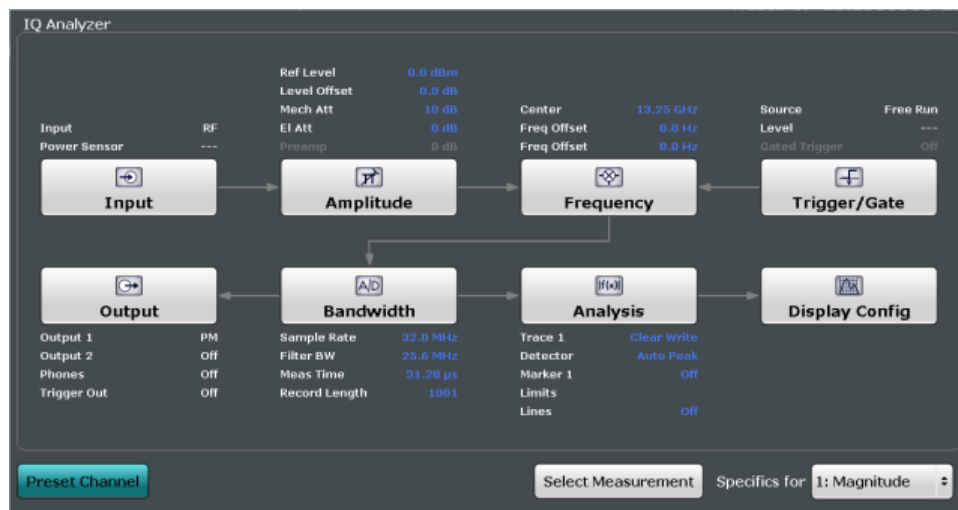 IQ Analyzer
Ref Level 0.0 dBm
Level Offset 0.0 dB
Mech Att 10 dB
El Att 0 dB
Preamp 0 dB
Input RF
Power Sensor ---
Center 13.25 GHz
Freq Offset 0.0 Hz
Freq Offset 0.0 Hz
Source Free Run
Level ---
Gated Trigger Off
Input
Amplitude
Frequency
Trigger/Gate
A/D
If(x)
Output
Bandwidth
Analysis
Display Config
Output 1 PM
Output 2 Off
Phones Off
Trigger Out Off
Sample Rate 32.0 MHz
Filter BW 25.6 MHz
Meas Time 31.28 µs
Record Length 1001
Trace 1 Clear Write
Detector Auto Peak
Marker 1 Off
Limits
Lines Off
Preset Channel
Select Measurement
Specifics for 1: Magnitude